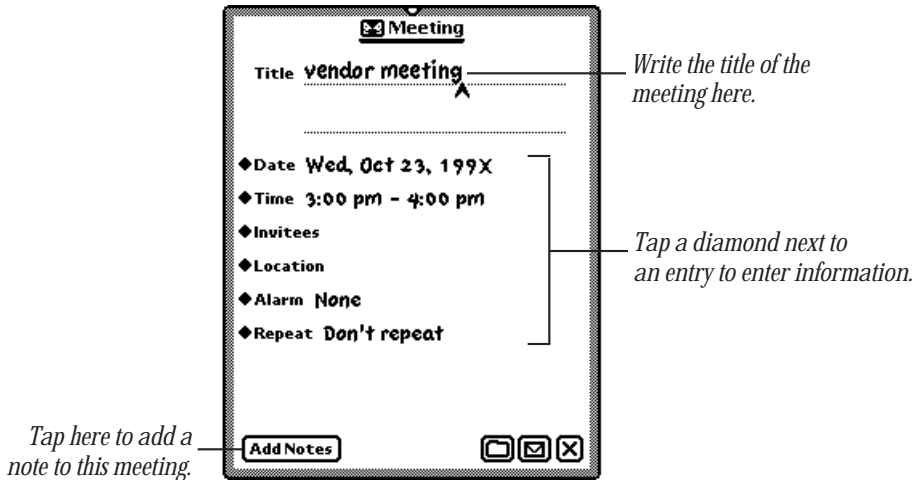 Meeting
Title vendor meeting
Write the title of the
meeting here.
Date Wed, Oct 23, 199X
Time 3:00 pm - 4:00 pm
Invitees
Location
Alarm None
Repeat Don't repeat
Tap a diamond next to
an entry to enter information.
Tap here to add a
note to this meeting.
Add Notes